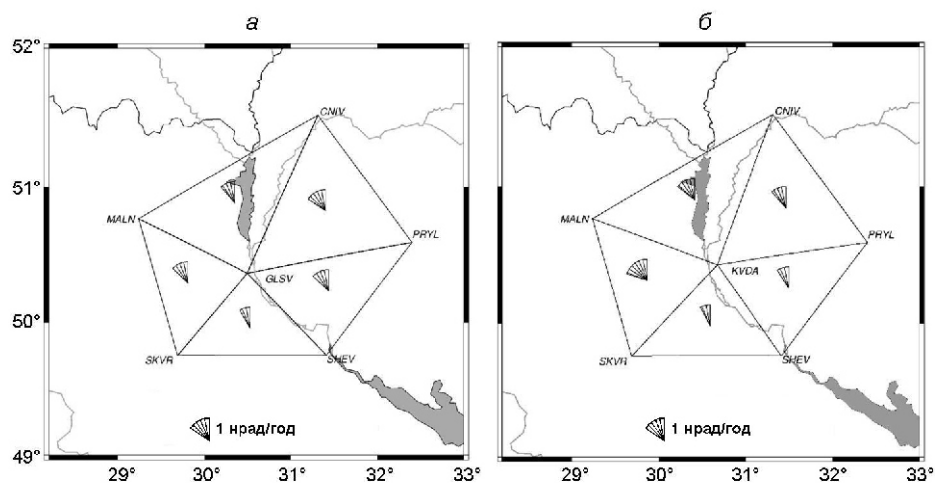 а
б
52°
51°
50°
49°
CNIV
MALN
PRYL
GLSV
SKVR
SHEV
1 нрад/год
29°
30°
31°
32°
33°
CNIV
MALN
PRYL
KVDA
SKVR
SHEV
1 нрад/год
29°
30°
31°
32°
33°